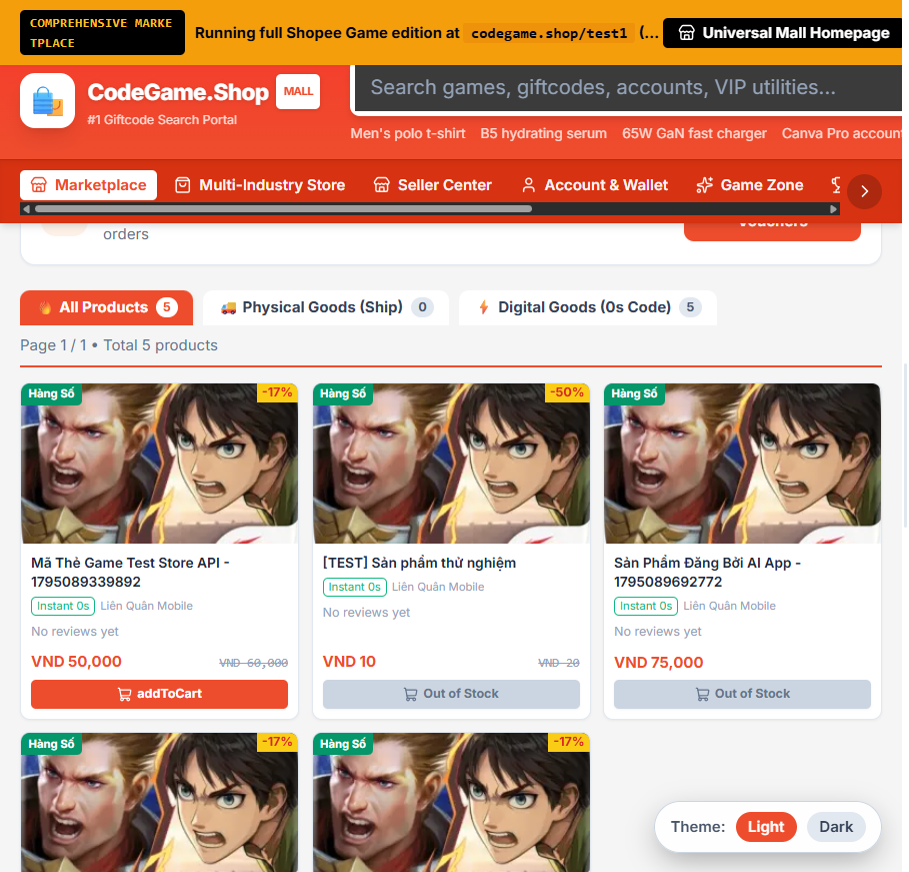 COMPREHENSIVE MARKE
TPLACE
Running full Shopee Game edition at codegame.shop/test1 (...
Universal Mall Homepage
CodeGame.Shop
MALL
#1 Giftcode Search Portal
Search games, giftcodes, accounts, VIP utilities...
Men's polo t-shirt B5 hydrating serum 65W GaN fast charger Canva Pro accoun
Marketplace Multi-Industry Store Seller Center Account & Wallet Game Zone
orders
Vouchers
All Products 5 Physical Goods (Ship) 0 Digital Goods (0s Code) 5
Page 1 / 1 • Total 5 products
Hàng Số -17%
Mã Thẻ Game Test Store API -
1795089339892
Instant 0s Liên Quân Mobile
No reviews yet
VND 50,000 VND 60,000
addToCart
Hàng Số -50%
[TEST] Sản phẩm thử nghiệm
Instant 0s Liên Quân Mobile
No reviews yet
VND 10 VND 20
Out of Stock
Hàng Số
Sản Phẩm Đăng Bởi AI App -
1795089692772
Instant 0s Liên Quân Mobile
No reviews yet
VND 75,000
Out of Stock
Hàng Số -17%
Hàng Số -17%
Theme: Light Dark